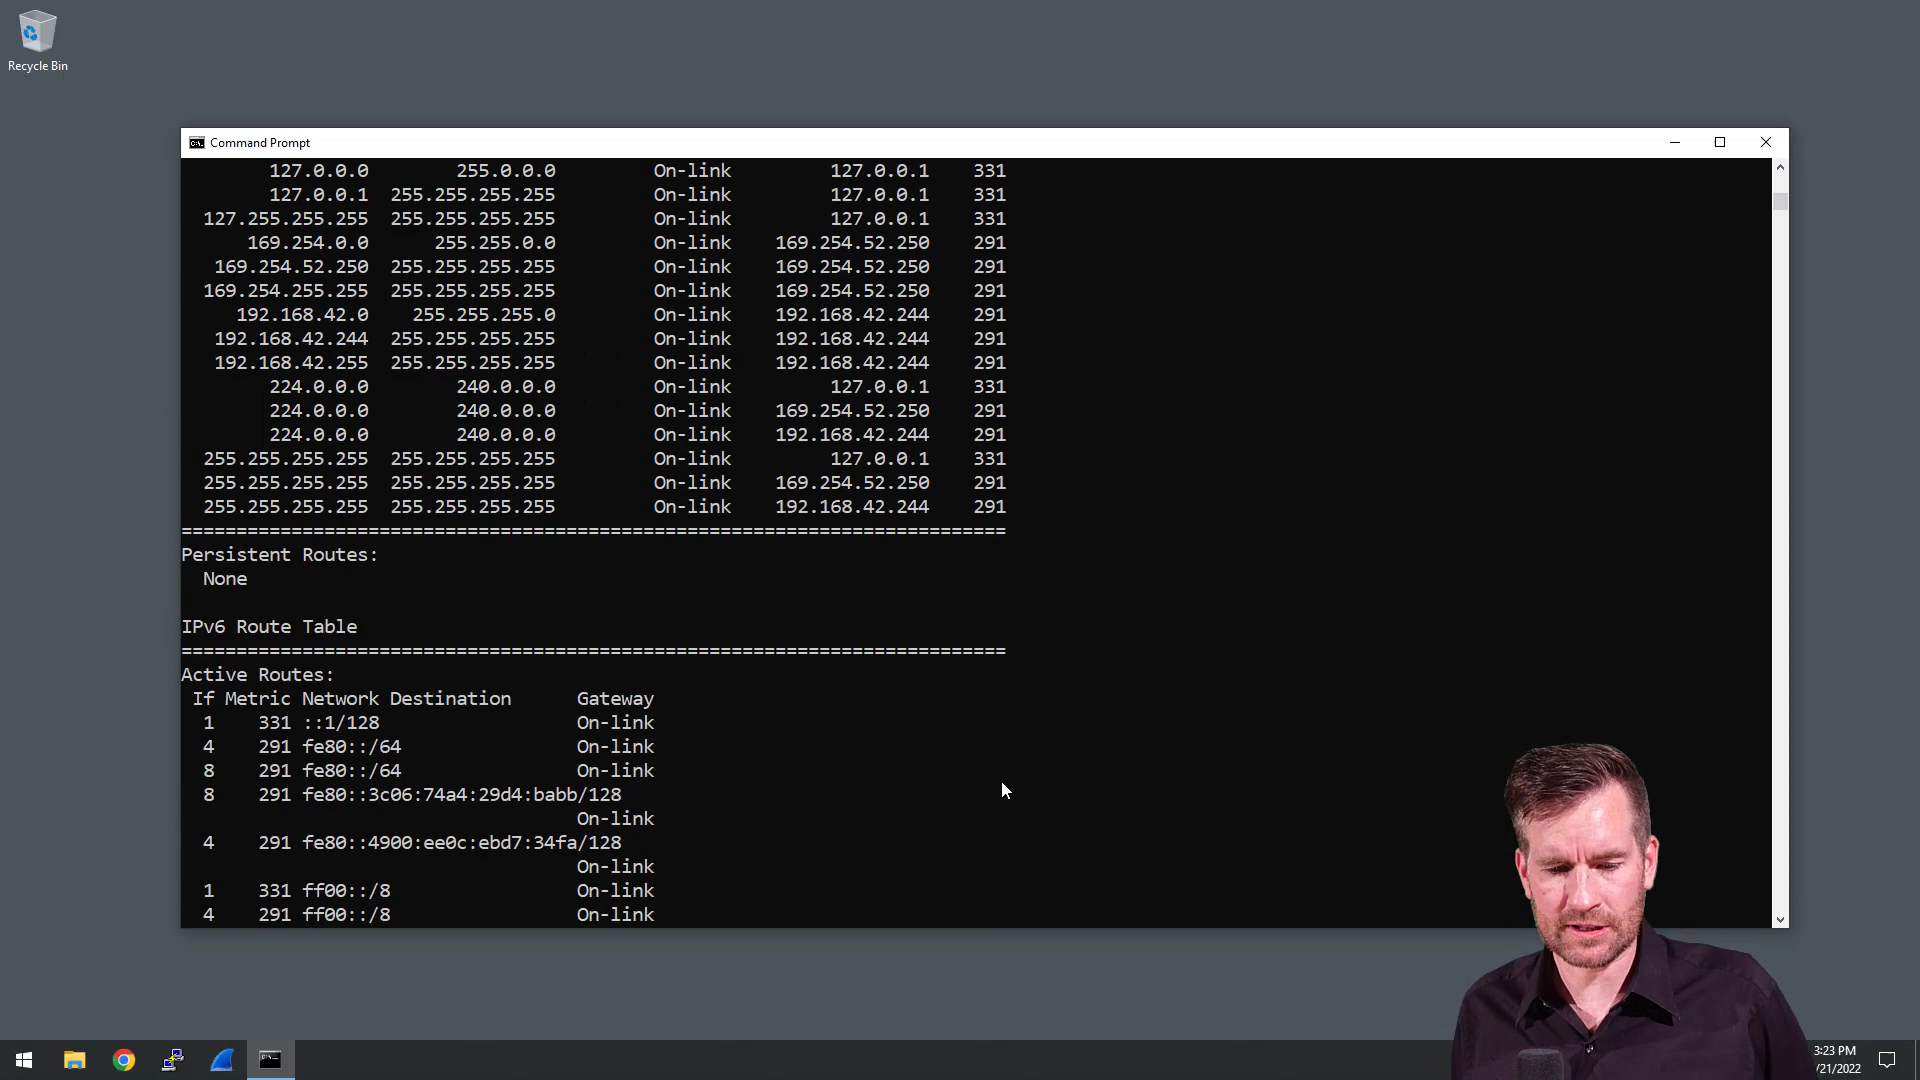 Recycle Bin
Command Prompt
127.0.0.0 255.0.0.0 On-link 127.0.0.1 331
127.0.0.1 255.255.255.255 On-link 127.0.0.1 331
127.255.255.255 255.255.255.255 On-link 127.0.0.1 331
169.254.0.0 255.255.0.0 On-link 169.254.52.250 291
169.254.52.250 255.255.255.255 On-link 169.254.52.250 291
169.254.255.255 255.255.255.255 On-link 169.254.52.250 291
192.168.42.0 255.255.255.0 On-link 192.168.42.244 291
192.168.42.244 255.255.255.255 On-link 192.168.42.244 291
192.168.42.255 255.255.255.255 On-link 192.168.42.244 291
224.0.0.0 240.0.0.0 On-link 127.0.0.1 331
224.0.0.0 240.0.0.0 On-link 169.254.52.250 291
224.0.0.0 240.0.0.0 On-link 192.168.42.244 291
255.255.255.255 255.255.255.255 On-link 127.0.0.1 331
255.255.255.255 255.255.255.255 On-link 169.254.52.250 291
255.255.255.255 255.255.255.255 On-link 192.168.42.244 291
===========================================================================
Persistent Routes:
None
IPv6 Route Table
===========================================================================
Active Routes:
If Metric Network Destination Gateway
1 331 ::1/128 On-link
4 291 fe80::/64 On-link
8 291 fe80::/64 On-link
8 291 fe80::3c06:74a4:29d4:babb/128
On-link
4 291 fe80::4900:ee0c:ebd7:34fa/128
On-link
1 331 ff00::/8 On-link
4 291 ff00::/8 On-link
3:23 PM
/21/2022